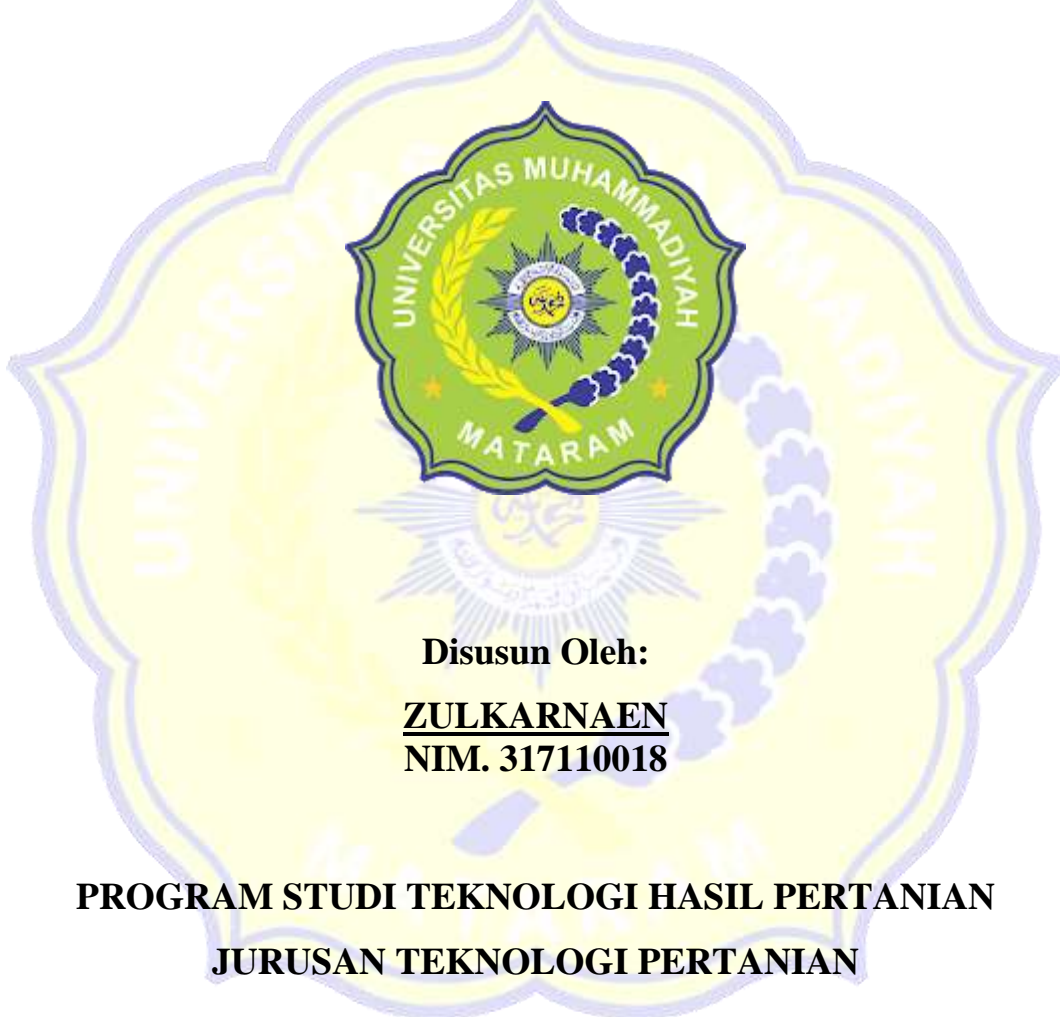 UNIVERSITAS MUHAMMADIYAH
MATARAM
Disusun Oleh:
ZULKARNAEN
NIM. 317110018
PROGRAM STUDI TEKNOLOGI HASIL PERTANIAN
JURUSAN TEKNOLOGI PERTANIAN